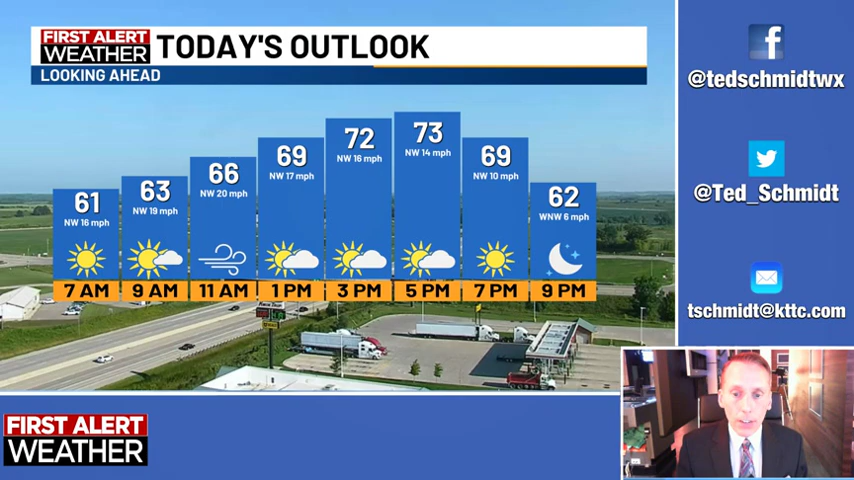 FIRST ALERT
WEATHER
TODAY'S OUTLOOK
LOOKING AHEAD
61
NW 16 mph
7 AM
63
NW 19 mph
9 AM
66
NW 20 mph
11 AM
69
NW 17 mph
1 PM
72
NW 16 mph
3 PM
73
NW 14 mph
5 PM
69
NW 10 mph
7 PM
62
WNW 6 mph
9 PM
@tedschmidtwx
@Ted_Schmidt
tschmidt@kttc.com
FIRST ALERT
WEATHER